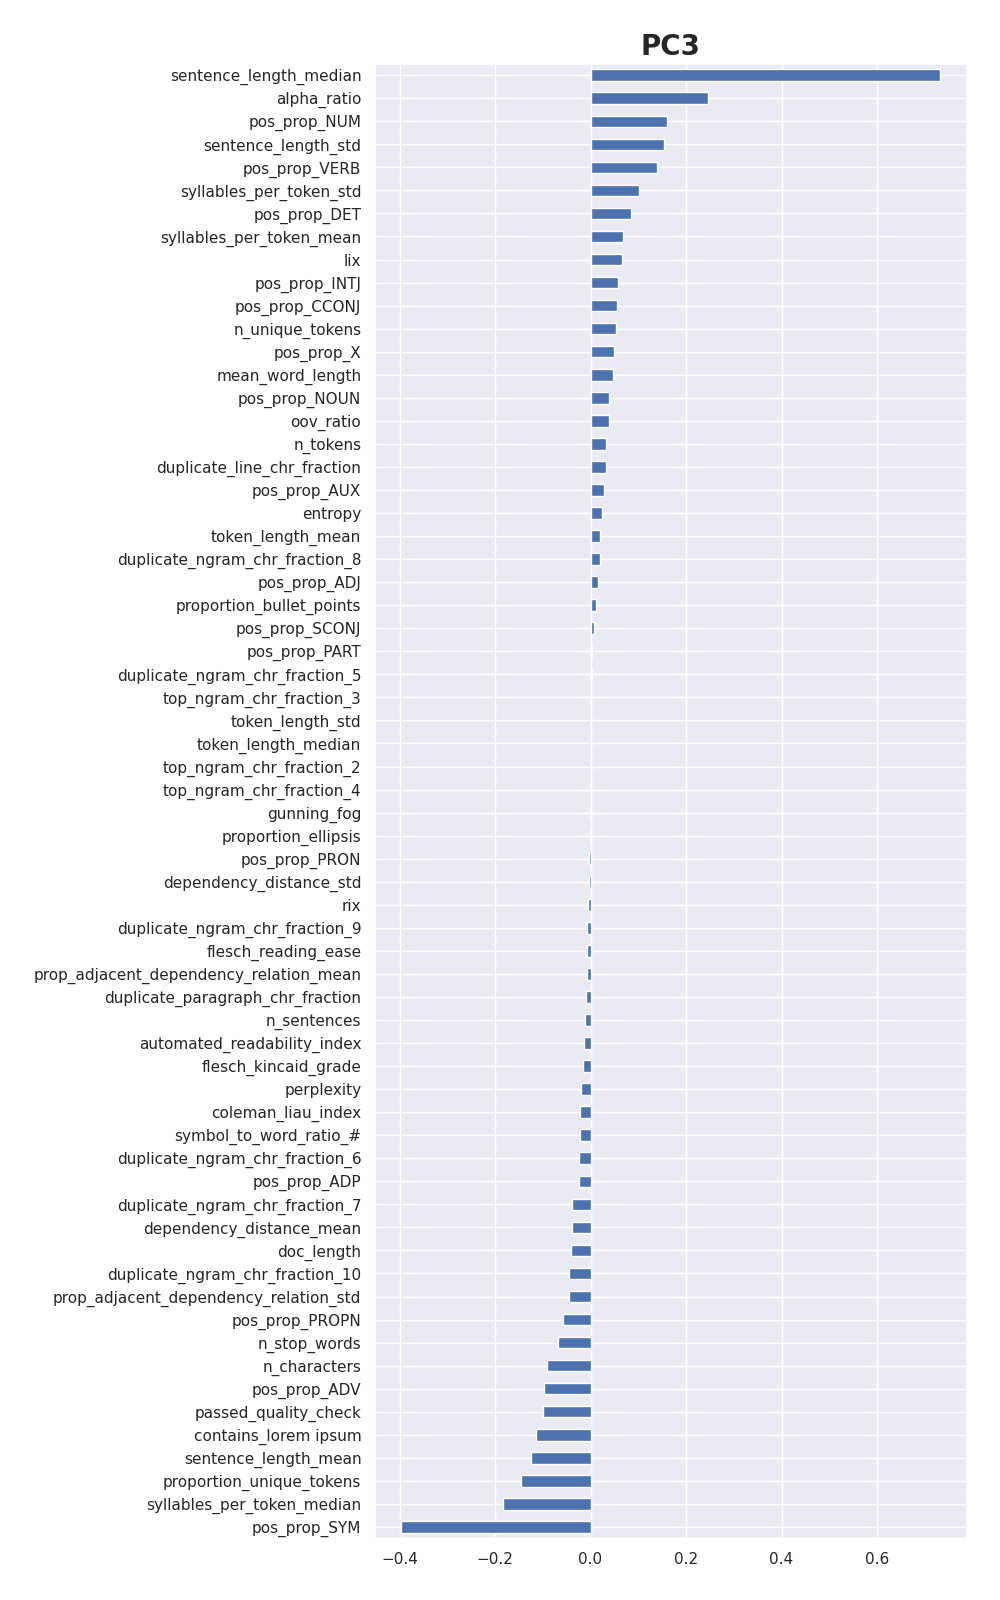 PC3
sentence_length_median
alpha_ratio
pos_prop_NUM
sentence_length_std
pos_prop_VERB
syllables_per_token_std
pos_prop_DET
syllables_per_token_mean
lix
pos_prop_INTJ
pos_prop_CCONJ
n_unique_tokens
pos_prop_X
mean_word_length
pos_prop_NOUN
oov_ratio
n_tokens
duplicate_line_chr_fraction
pos_prop_AUX
entropy
token_length_mean
duplicate_ngram_chr_fraction_8
pos_prop_ADJ
proportion_bullet_points
pos_prop_SCONJ
pos_prop_PART
duplicate_ngram_chr_fraction_5
top_ngram_chr_fraction_3
token_length_std
token_length_median
top_ngram_chr_fraction_2
top_ngram_chr_fraction_4
gunning_fog
proportion_ellipsis
pos_prop_PRON
dependency_distance_std
rix
duplicate_ngram_chr_fraction_9
flesch_reading_ease
prop_adjacent_dependency_relation_mean
duplicate_paragraph_chr_fraction
n_sentences
automated_readability_index
flesch_kincaid_grade
perplexity
coleman_liau_index
symbol_to_word_ratio_#
duplicate_ngram_chr_fraction_6
pos_prop_ADP
duplicate_ngram_chr_fraction_7
dependency_distance_mean
doc_length
duplicate_ngram_chr_fraction_10
prop_adjacent_dependency_relation_std
pos_prop_PROPN
n_stop_words
n_characters
pos_prop_ADV
passed_quality_check
contains_lorem ipsum
sentence_length_mean
proportion_unique_tokens
syllables_per_token_median
pos_prop_SYM
−0.4 −0.2 0.0 0.2 0.4 0.6